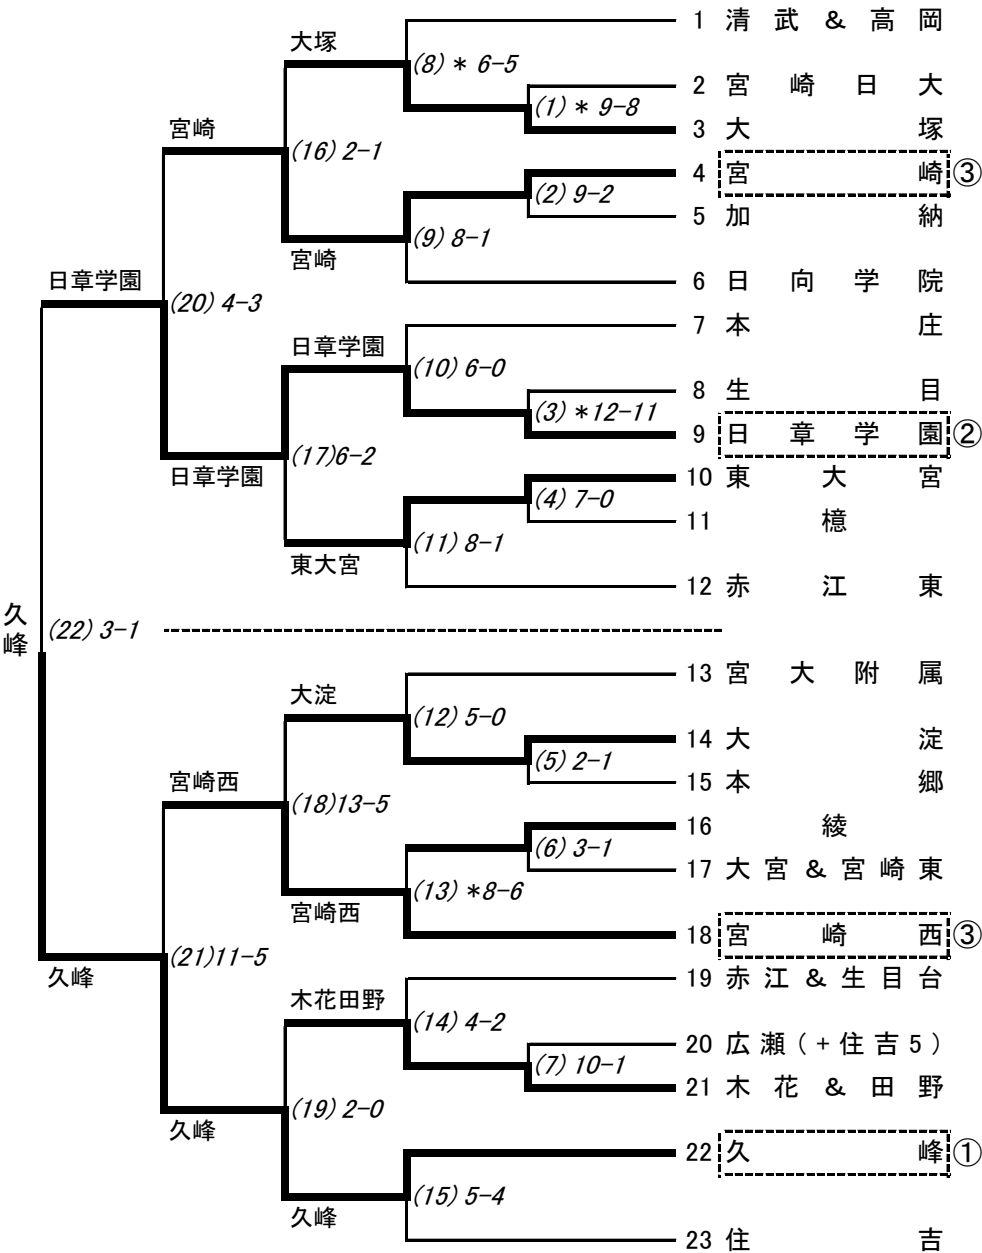 1 清武&高岡
大塚
(8) * 6-5
2 宮崎日大
(1) * 9-8
宮崎
3 大塚
(16) 2-1
4 宮崎 ③
(2) 9-2
5 加納
(9) 8-1
宮崎
日章学園
6 日向学院
(20) 4-3
7 本庄
日章学園
(10) 6-0
8 生目
(3) *12-11
9 日章学園 ②
(17)6-2
日章学園
10 東大宮
(4) 7-0
11 檍
(11) 8-1
東大宮
12 赤江東
久峰
(22) 3-1
13 宮大附属
大淀
(12) 5-0
14 大淀
(5) 2-1
宮崎西
15 本郷
(18)13-5
16 綾
(6) 3-1
17 大宮&宮崎東
(13) *8-6
宮崎西
18 宮崎西 ③
(21)11-5
久峰
19 赤江&生目台
木花田野
(14) 4-2
20 広瀬(+住吉5)
(7) 10-1
21 木花&田野
(19) 2-0
久峰
22 久峰 ①
(15) 5-4
久峰
23 住吉